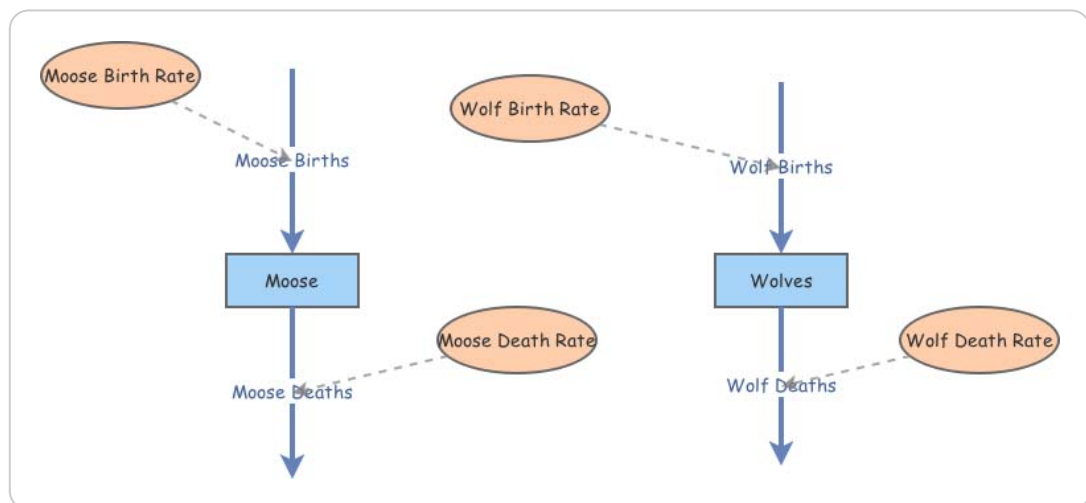 Moose Birth Rate
Wolf Birth Rate
Moose Births
Wolf Births
Moose
Wolves
Moose Death Rate
Wolf Death Rate
Moose Deaths
Wolf Deaths